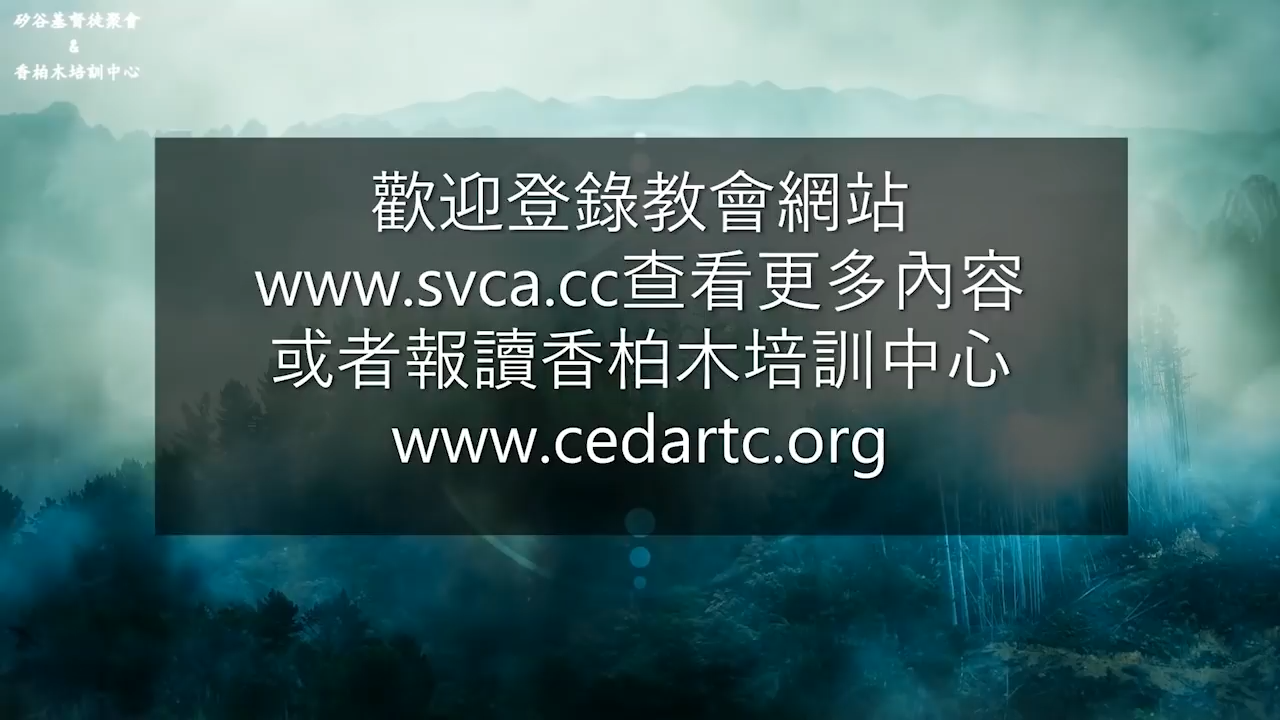 矽谷基督徒聚會
&
香柏木培訓中心
歡迎登錄教會網站
www.svca.cc查看更多內容
或者報讀香柏木培訓中心
www.cedartc.org